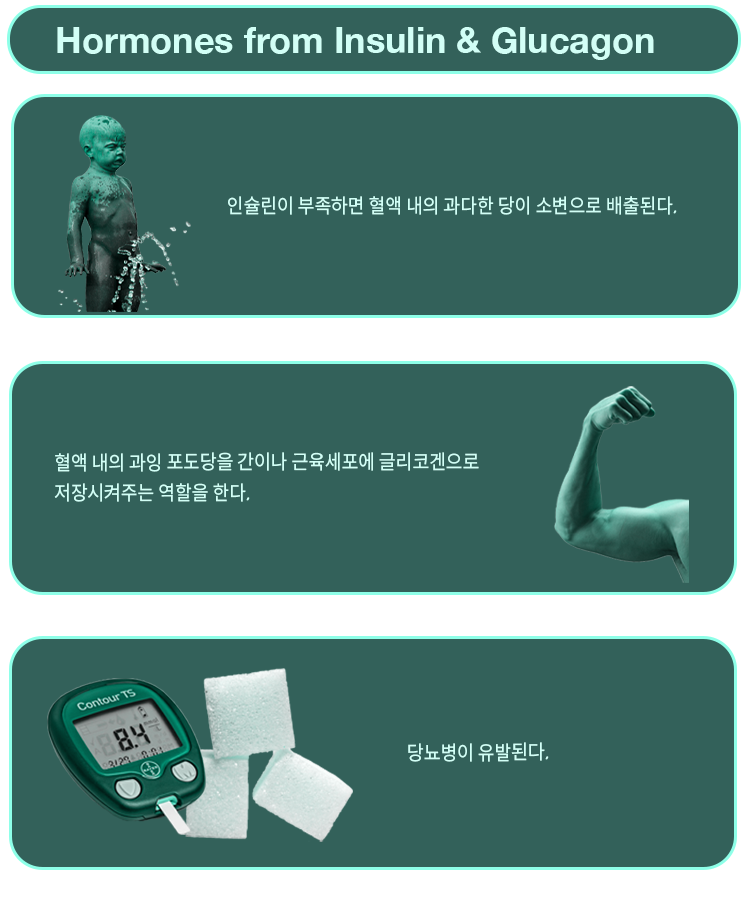 Hormones from Insulin & Glucagon
인슐린이 부족하면 혈액 내의 과다한 당이 소변으로 배출된다.
혈액 내의 과잉 포도당을 간이나 근육세포에 글리코겐으로
저장시켜주는 역할을 한다.
Contour TS
8.4
당뇨병이 유발된다.